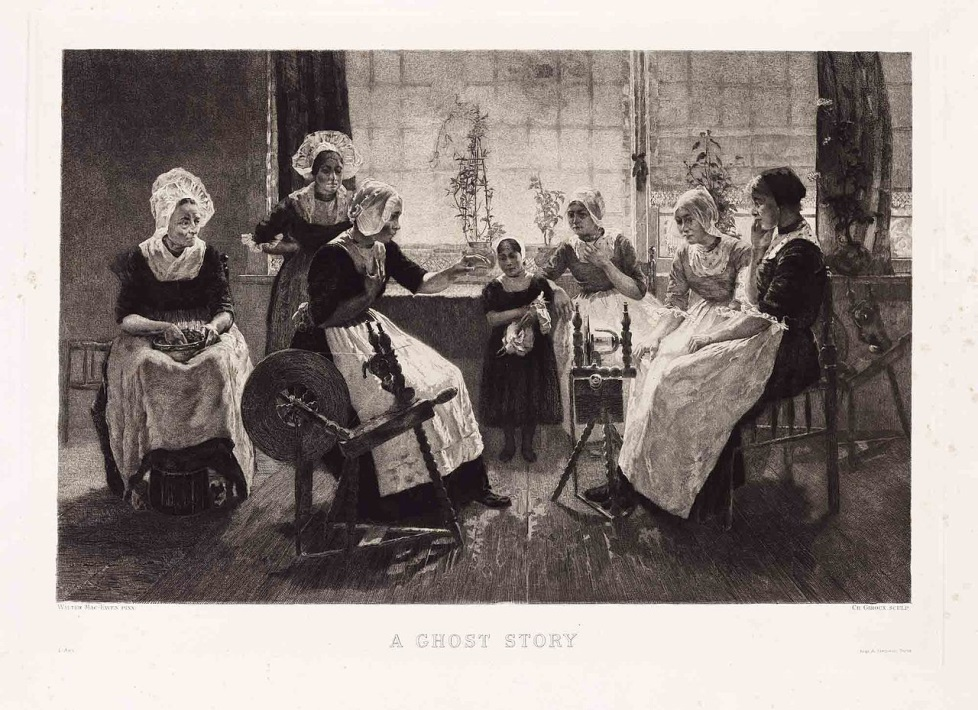 WALTER MAC-EWEN PINX.
CH. GIROUX SCULP.
A GHOST STORY